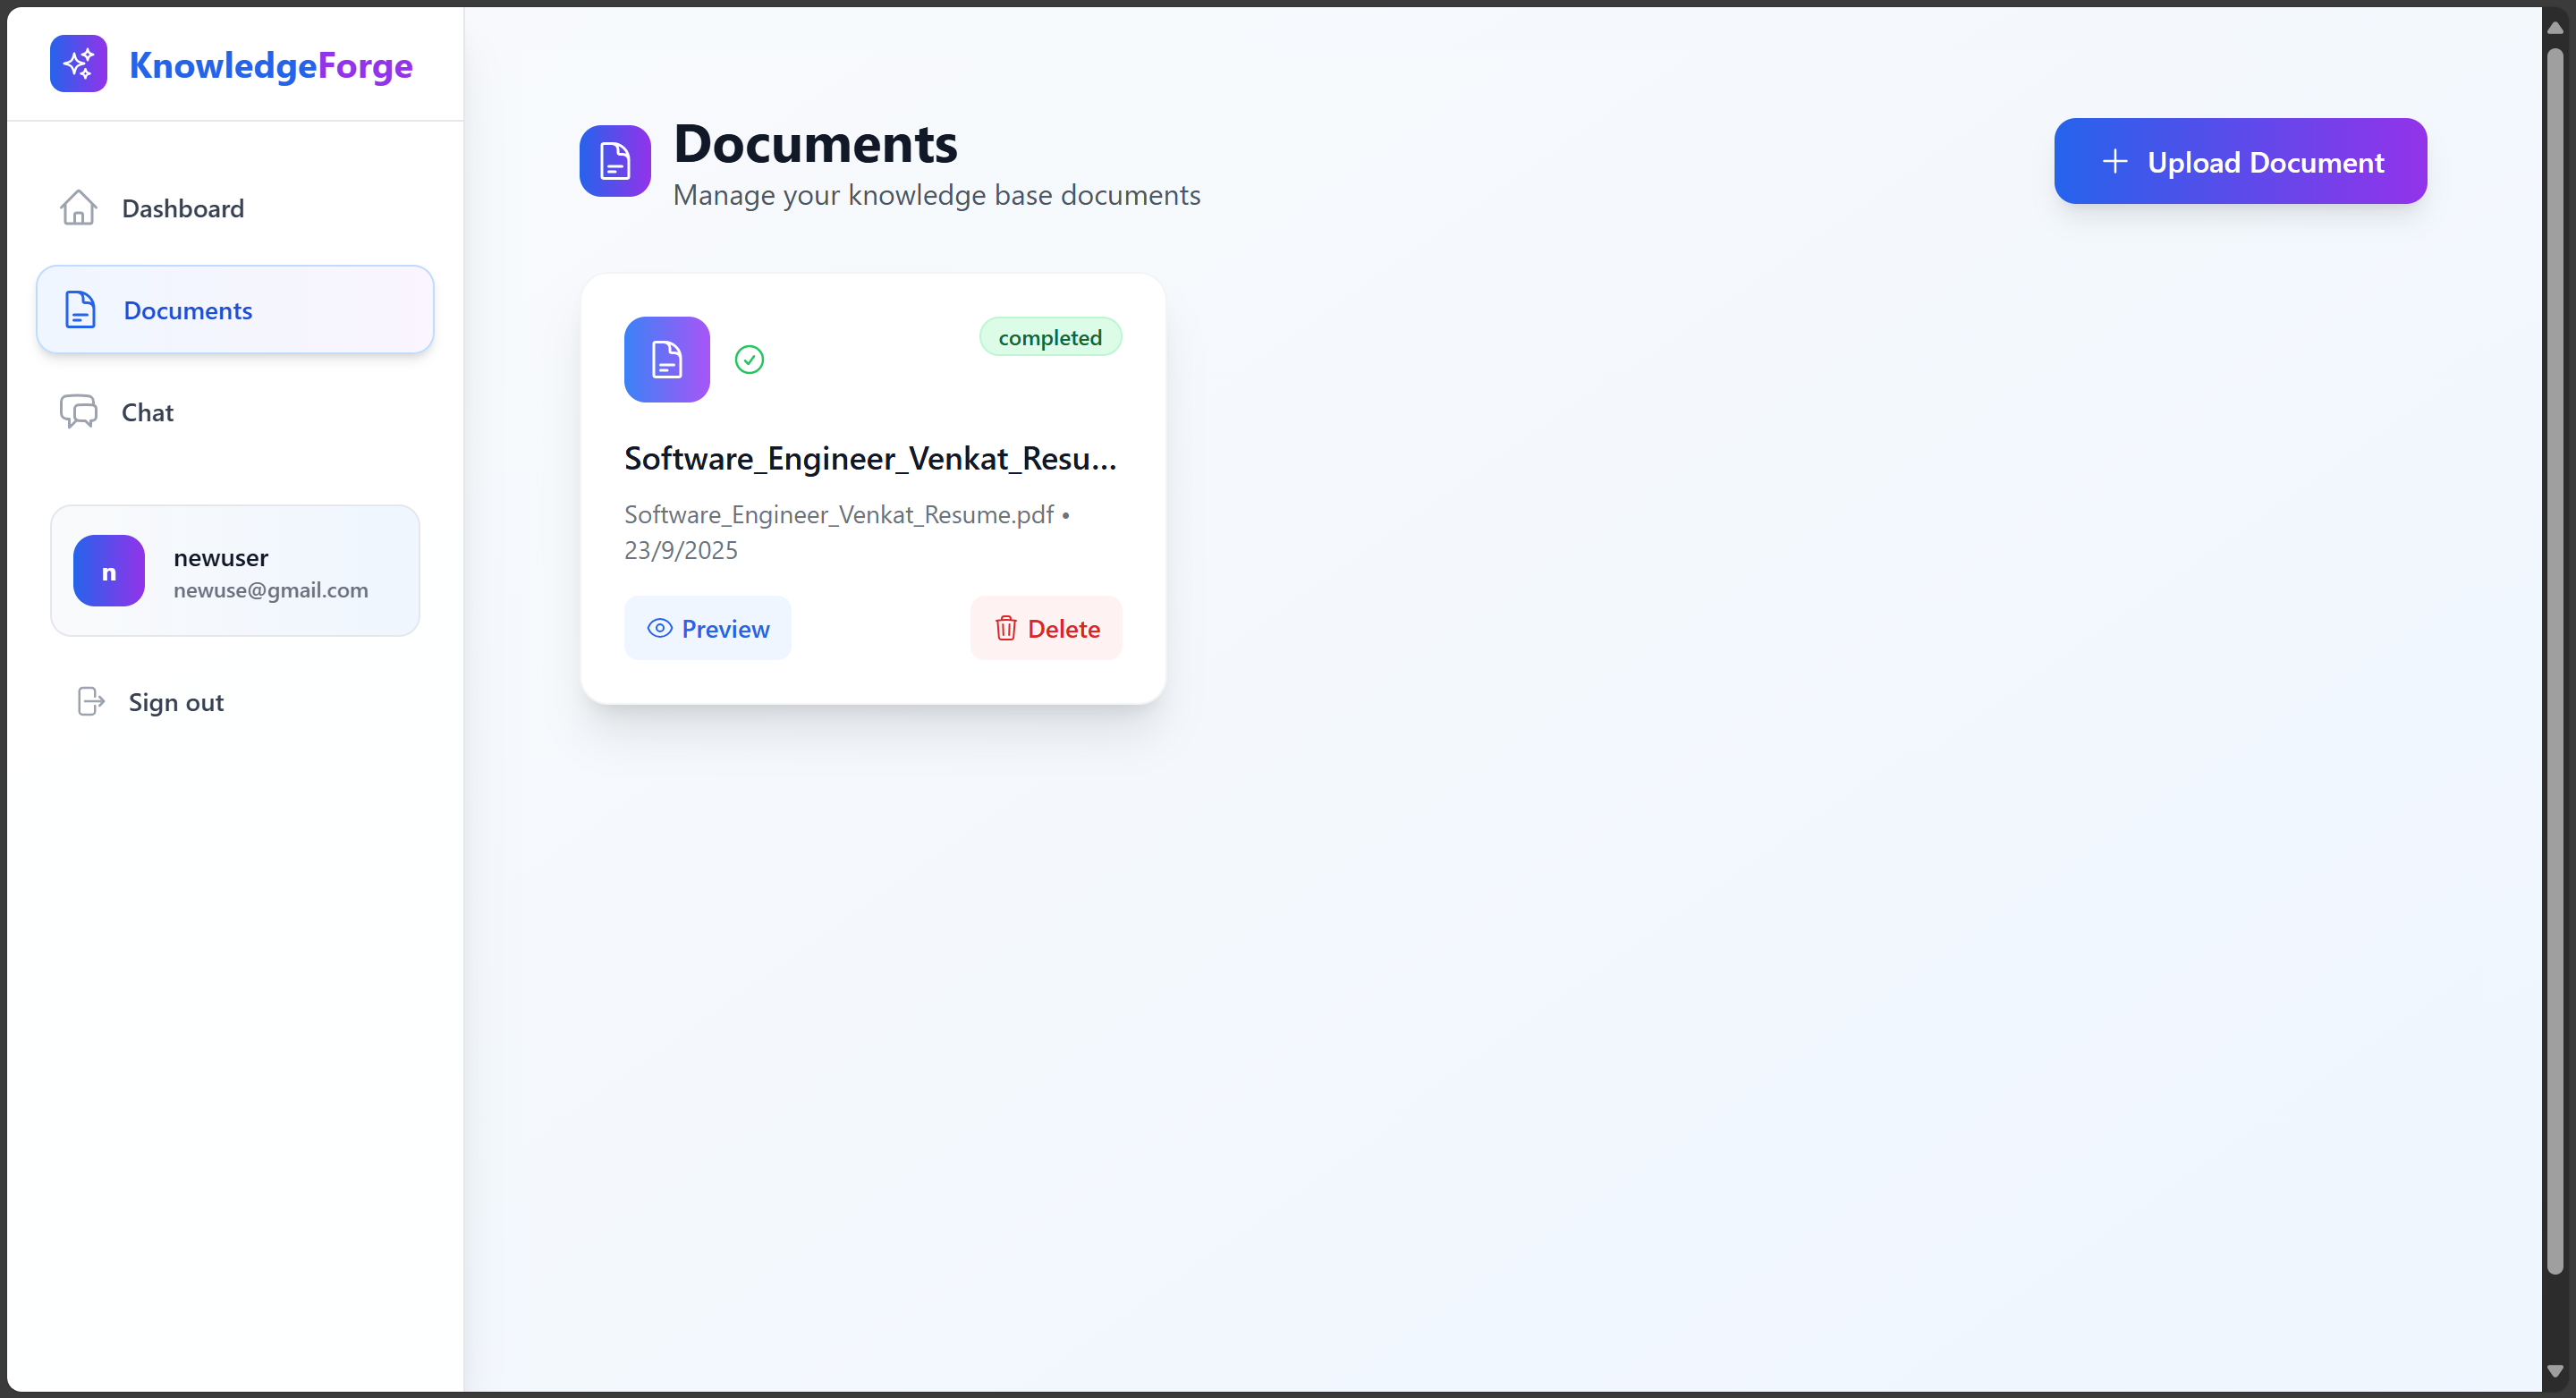 KnowledgeForge
Dashboard
Documents
Chat
n
newuser
newuse@gmail.com
Sign out
Documents
Manage your knowledge base documents
Upload Document
completed
Software_Engineer_Venkat_Resu...
Software_Engineer_Venkat_Resume.pdf •
23/9/2025
Preview
Delete